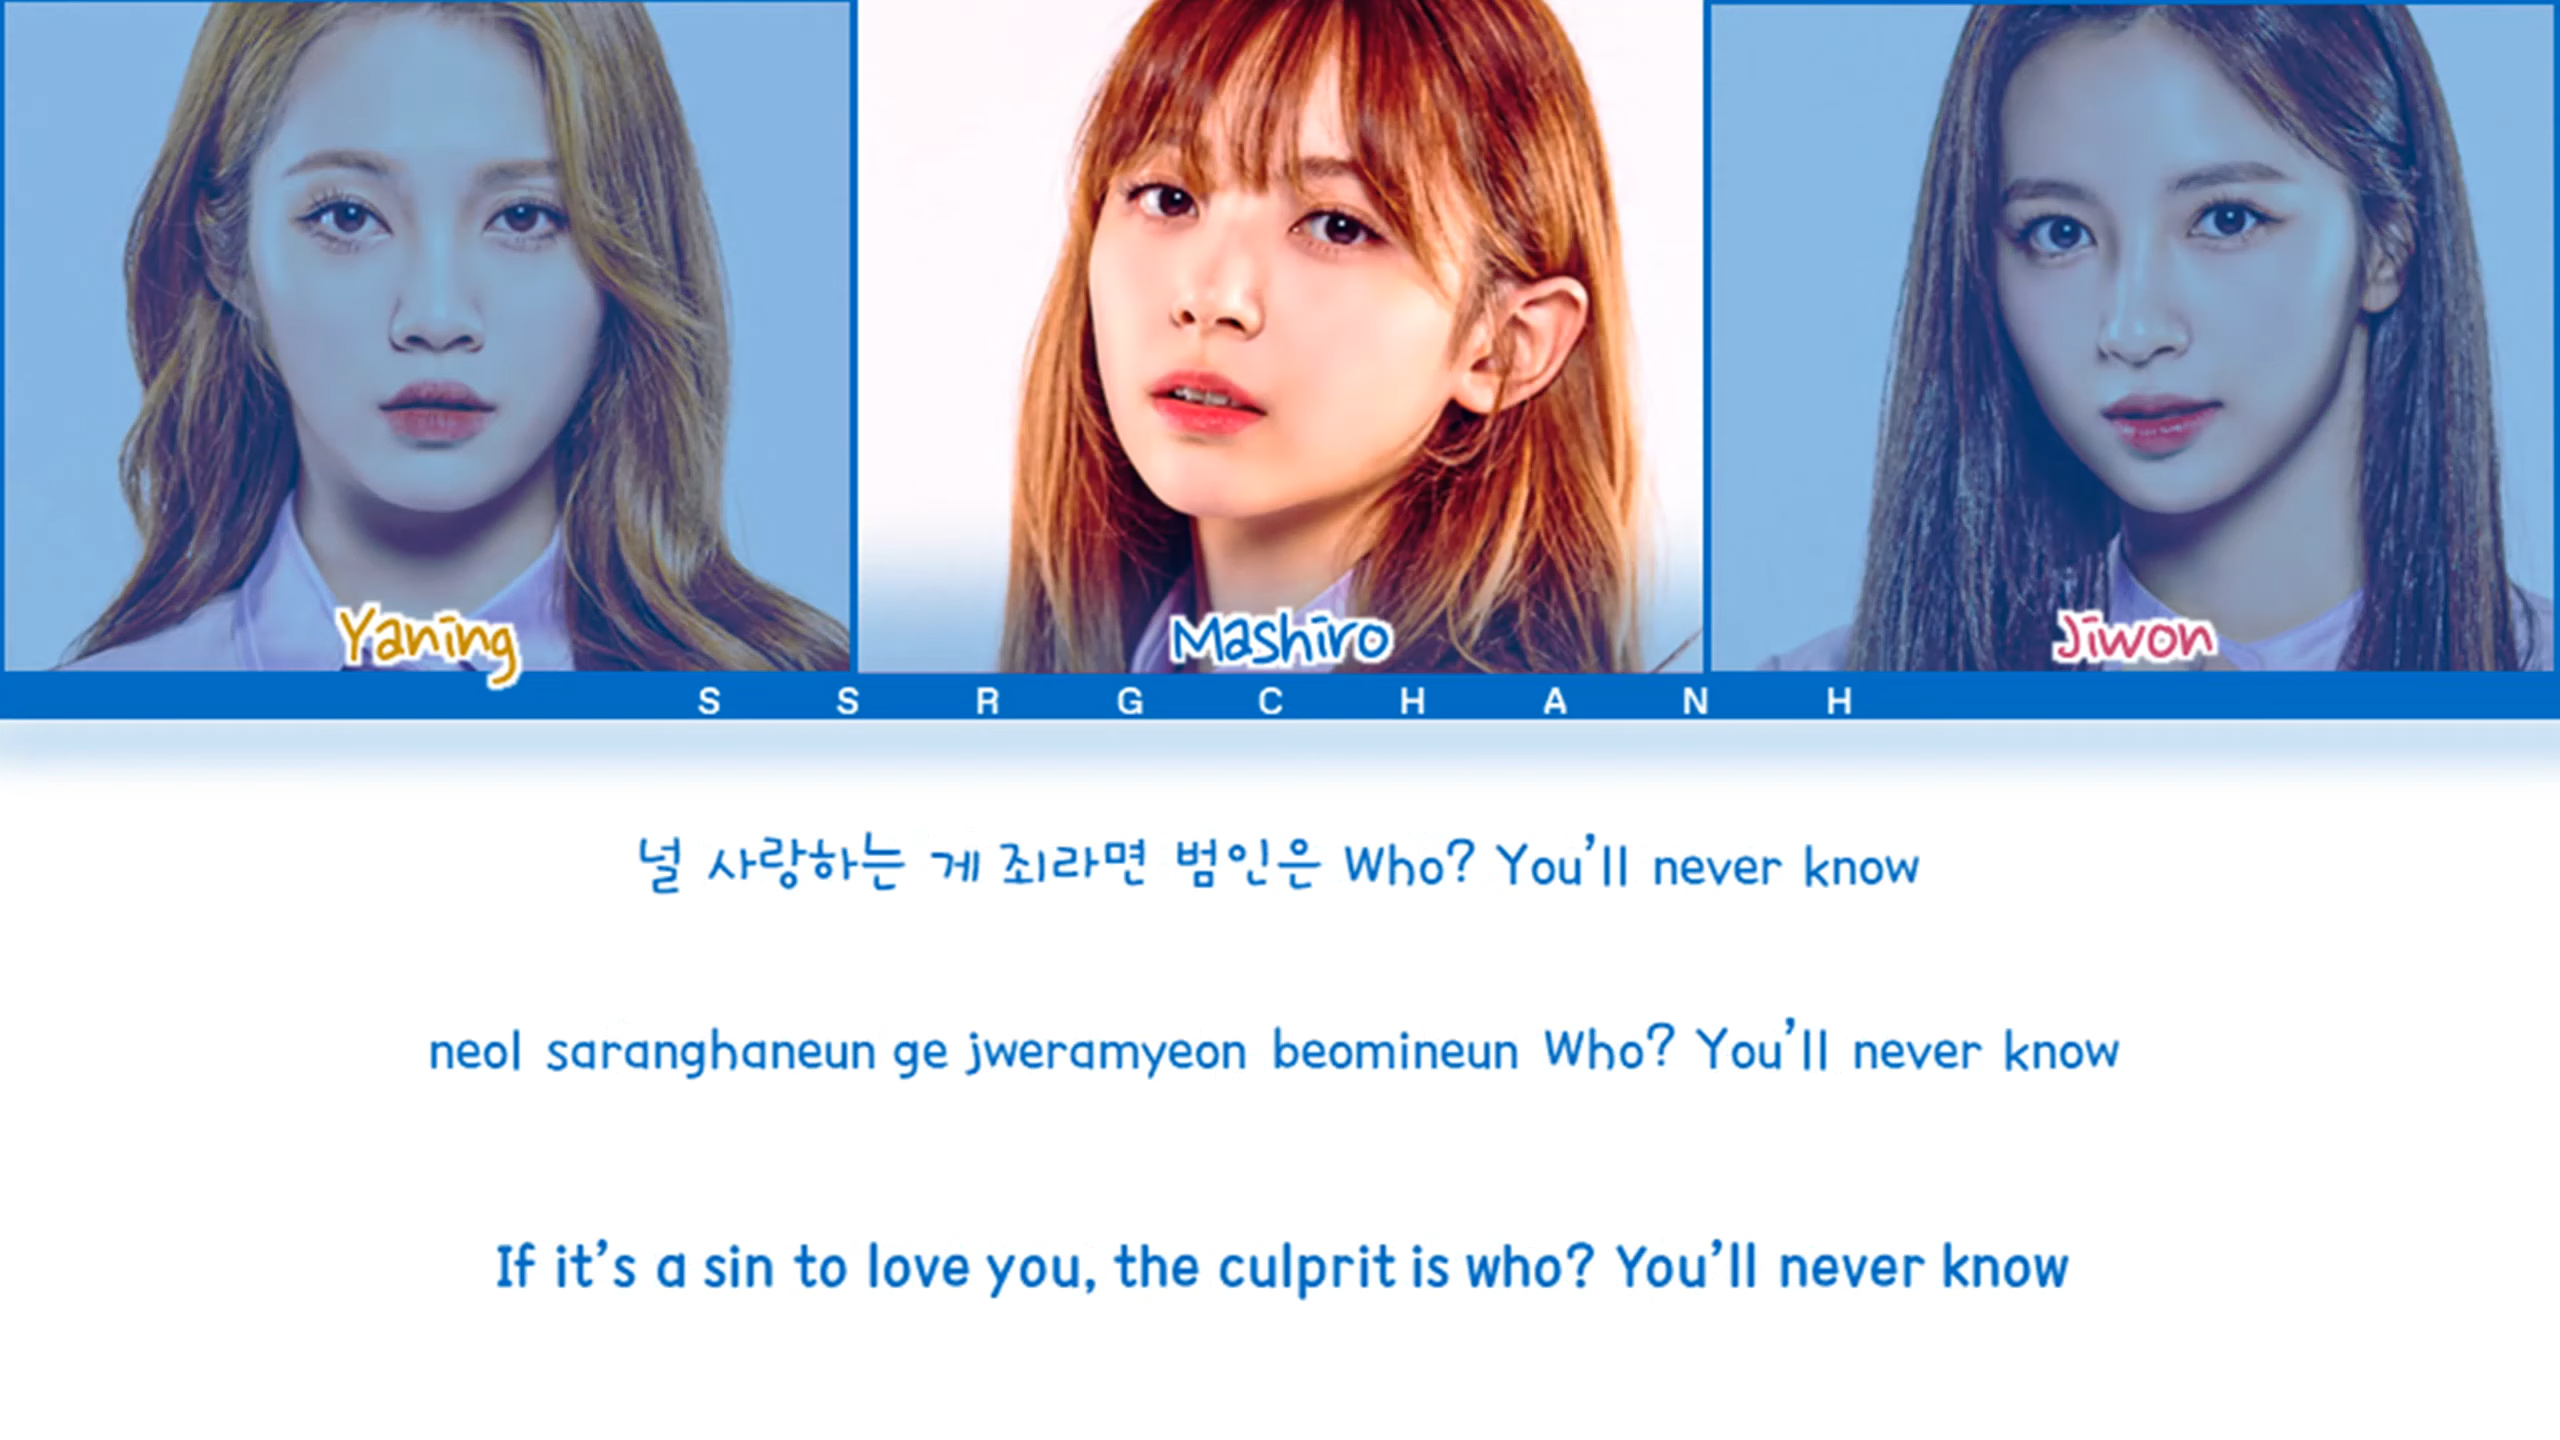 Yaning
Mashiro
Jiwon
S S R G C H A N H
널 사랑하는 게 죄라면 범인은 Who? You'll never know
neol saranghaneun ge jweramyeon beomineun Who? You'll never know
If it's a sin to love you, the culprit is who? You'll never know